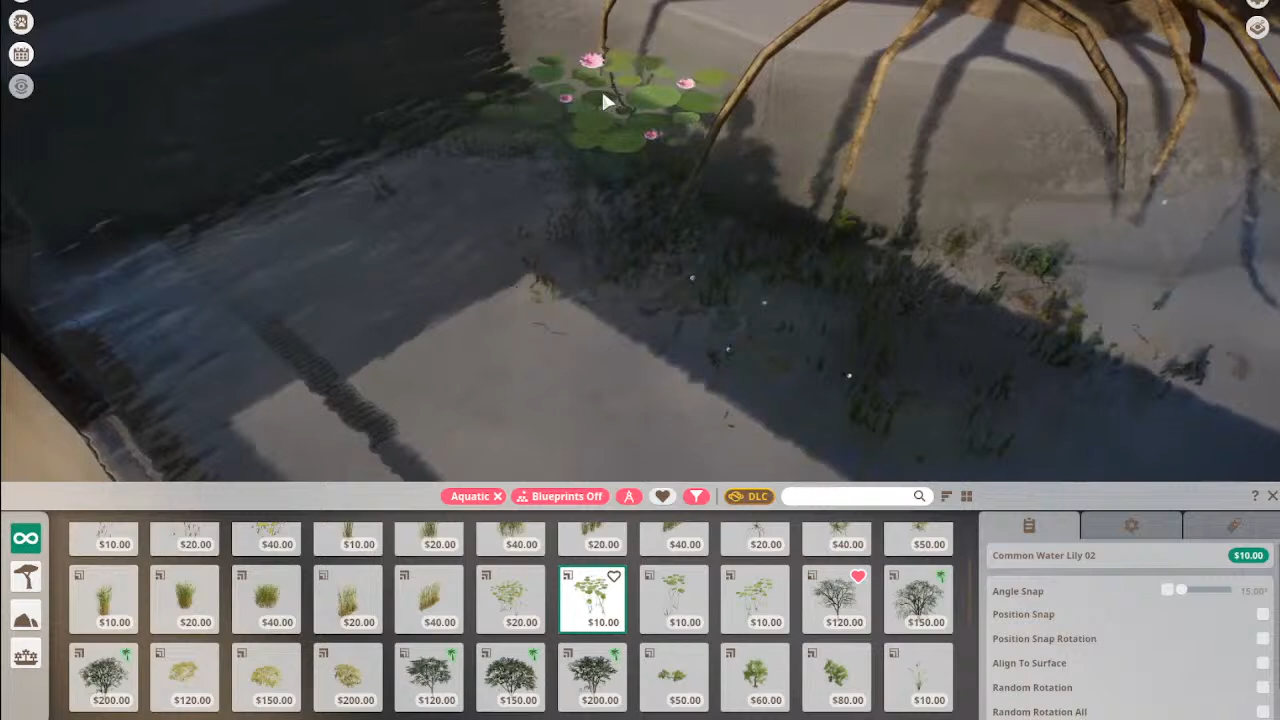 Aquatic X Blueprints Off DLC ? X
$10.00 $20.00 $40.00 $10.00 $20.00 $40.00 $20.00 $40.00 $20.00 $40.00 $50.00
Common Water Lily 02 $10.00
Angle Snap 15.00°
$10.00 $20.00 $40.00 $20.00 $40.00 $20.00 $10.00 $10.00 $10.00 $120.00 $150.00
Position Snap
Position Snap Rotation
Align To Surface
Random Rotation
$200.00 $120.00 $150.00 $200.00 $120.00 $150.00 $200.00 $50.00 $60.00 $80.00 $10.00
Random Rotation All